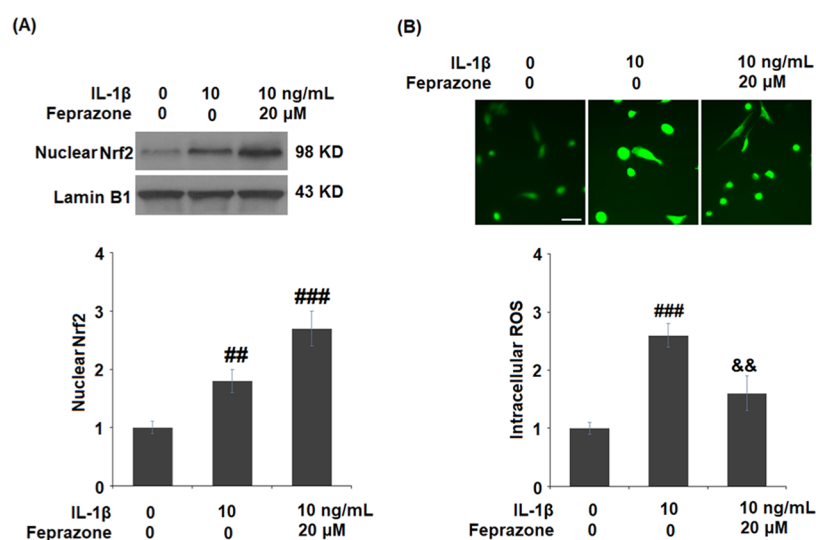 (A)
IL-1β 0 10 10 ng/mL
Feprazone 0 0 20 µM
Nuclear Nrf2 98 KD
Lamin B1 43 KD
4
3
2
1
0
Nuclear Nrf2
##
###
IL-1β 0 10 10 ng/mL
Feprazone 0 0 20 µM
(B)
IL-1β 0 10 10 ng/mL
Feprazone 0 0 20 µM
4
3
2
1
0
Intracellular ROS
###
&&
IL-1β 0 10 10 ng/mL
Feprazone 0 0 20 µM